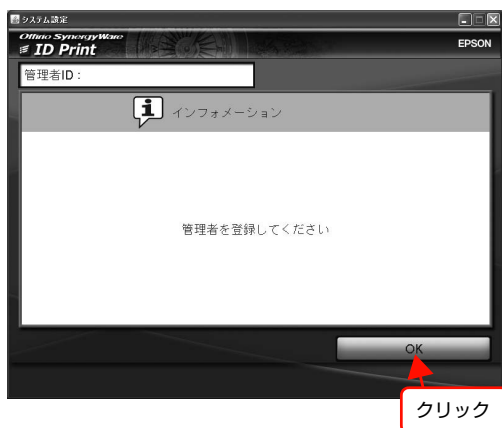 システム設定
Offirio SynergyWare
ID Print
EPSON
管理者ID：
インフォメーション
管理者を登録してください
OK
クリック